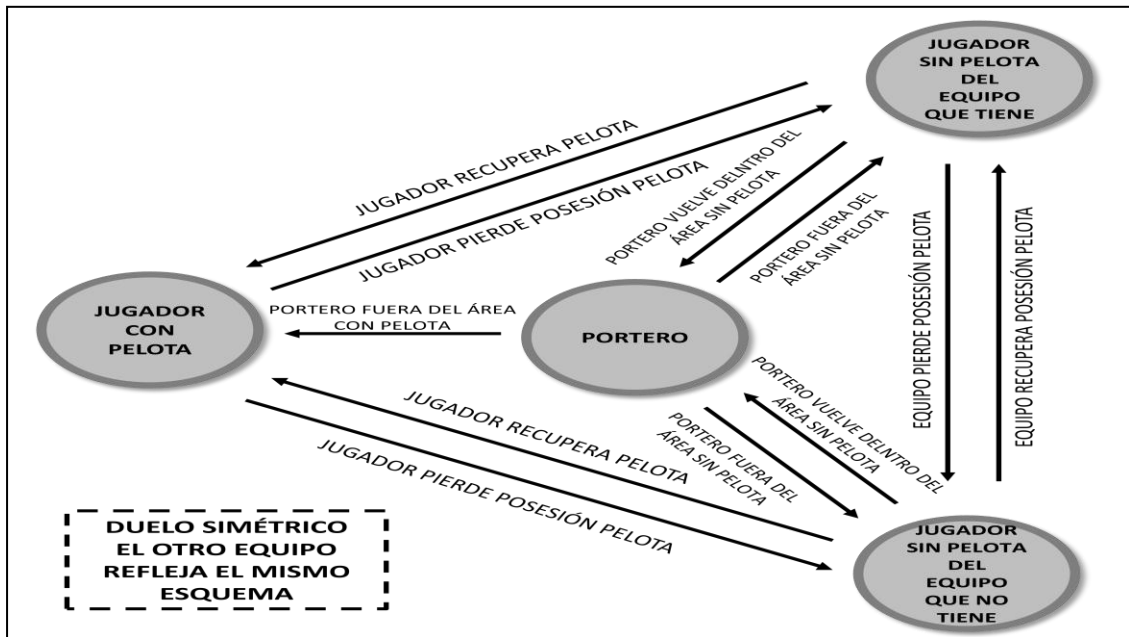 JUGADOR
SIN PELOTA
DEL
EQUIPO
QUE TIENE
JUGADOR RECUPERA PELOTA
JUGADOR PIERDE POSESIÓN PELOTA
PORTERO VUELVE DELNTRO DEL
ÁREA SIN PELOTA
PORTERO FUERA DEL
ÁREA SIN PELOTA
EQUIPO PIERDE POSESIÓN PELOTA
EQUIPO RECUPERA POSESIÓN PELOTA
JUGADOR
CON
PELOTA
PORTERO FUERA DEL ÁREA
CON PELOTA
PORTERO
JUGADOR RECUPERA PELOTA
JUGADOR PIERDE POSESIÓN PELOTA
PORTERO FUERA DEL
ÁREA SIN PELOTA
PORTERO VUELVE DELNTRO DEL
ÁREA SIN PELOTA
DUELO SIMÉTRICO
EL OTRO EQUIPO
REFLEJA EL MISMO
ESQUEMA
JUGADOR
SIN PELOTA
DEL
EQUIPO
QUE NO
TIENE